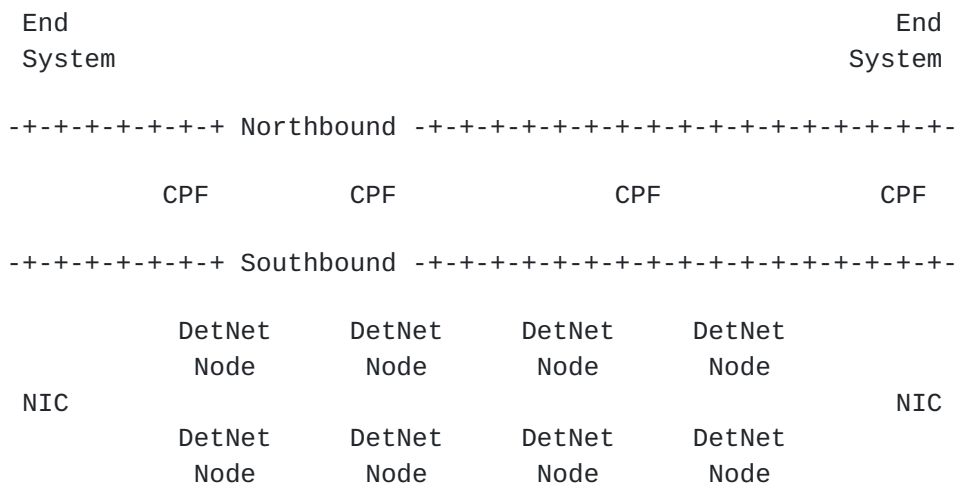 End End
System System
-+-+-+-+-+-+-+ Northbound -+-+-+-+-+-+-+-+-+-+-+-+-+-+-+-+-+-
CPF CPF CPF CPF
-+-+-+-+-+-+-+ Southbound -+-+-+-+-+-+-+-+-+-+-+-+-+-+-+-+-+-
DetNet DetNet DetNet DetNet
Node Node Node Node
NIC NIC
DetNet DetNet DetNet DetNet
Node Node Node Node